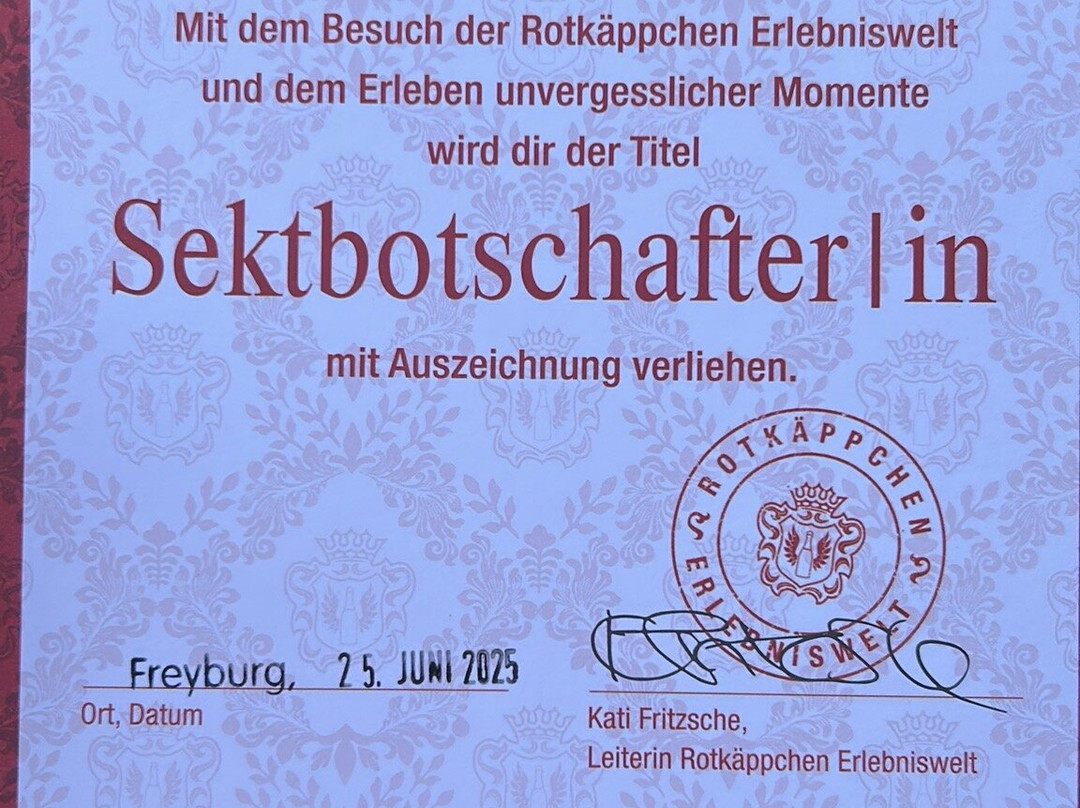 Mit dem Besuch der Rotkäppchen Erlebniswelt
und dem Erleben unvergesslicher Momente
wird dir der Titel
Sektbotschafter|in
mit Auszeichnung verliehen.
ROTKÄPPCHEN
ERLEBNISWELT
Freyburg, 25. JUNI 2025
Ort, Datum
Kati Fritzsche,
Leiterin Rotkäppchen Erlebniswelt